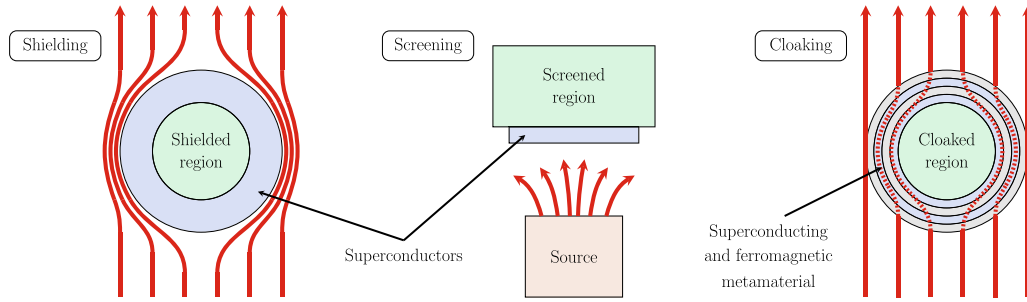 Shielding
Shielded
region
Screening
Screened
region
Source
Superconductors
Cloaking
Cloaked
region
Superconducting
and ferromagnetic
metamaterial